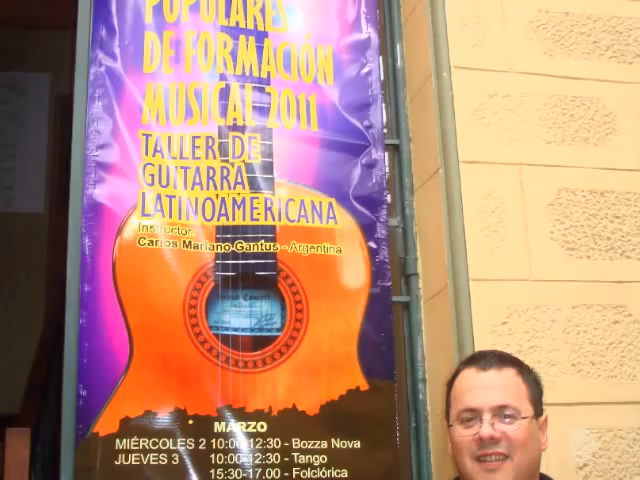 POPULARES
DE FORMACIÓN
MUSICAL 2011
TALLER DE
GUITARRA
LATINOAMERICANA
Instructor:
Carlos Mariano Gantus - Argentina
MARZO
MIÉRCOLES 2 10:00-12:30 - Bozza Nova
JUEVES 3 10:00-12:30 - Tango
15:30-17.00 - Folclórica